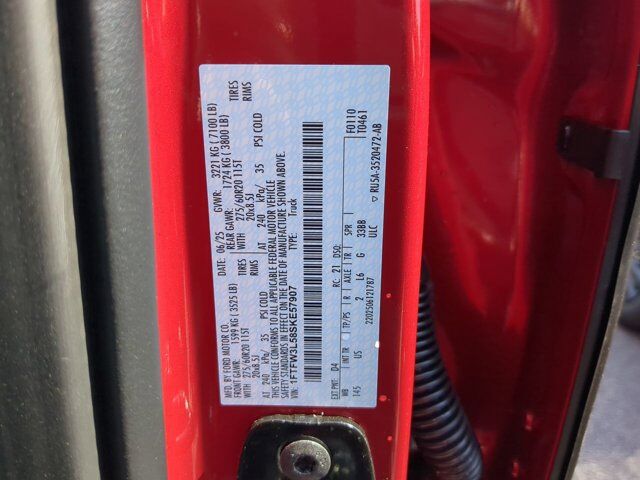 MFD. BY FORD MOTOR CO.
DATE: 06/25 GVWR: 3221 KG ( 7100 LB)
FRONT GAWR: 1599 KG ( 3525 LB) REAR GAWR: 1724 KG ( 3800 LB)
WITH 275/60R20 115T TIRES WITH 275/60R20 115T TIRES
20x8.5J RIMS 20x8.5J RIMS
AT 240 kPa/ 35 PSI COLD AT 240 kPa/ 35 PSI COLD
THIS VEHICLE CONFORMS TO ALL APPLICABLE FEDERAL MOTOR VEHICLE
SAFETY STANDARDS IN EFFECT ON THE DATE OF MANUFACTURE SHOWN ABOVE.
VIN: 1FTFW3L58SKE57907 TYPE: Truck
EXT PNT: D4 RC: 21 DSO: F0110
WB INT TR TP/PS R AXLE TR SPR T0461
145 US 2 L6 G 33BB
ULC
2202506121787
▽ RU5A-3520472-AB